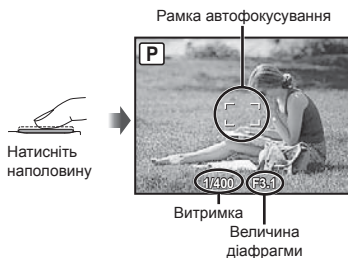 Рамка автофокусування
P
Натисніть
наполовину
1/400
F3.1
Витримка
Величина
діафрагми